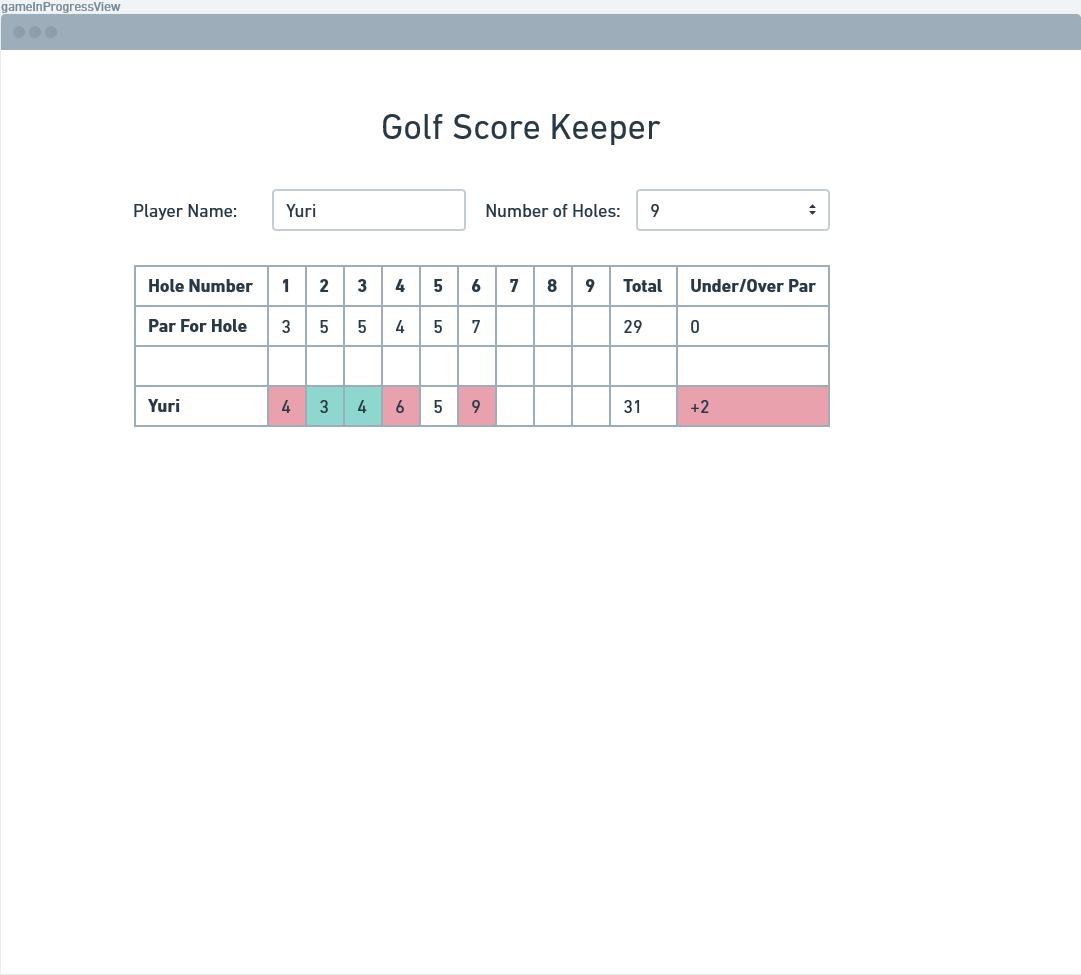 gameInProgressView
Golf Score Keeper
Player Name: Yuri Number of Holes: 9
Hole Number 1 2 3 4 5 6 7 8 9 Total Under/Over Par
Par For Hole 3 5 5 4 5 7 29 0
Yuri 4 3 4 6 5 9 31 +2